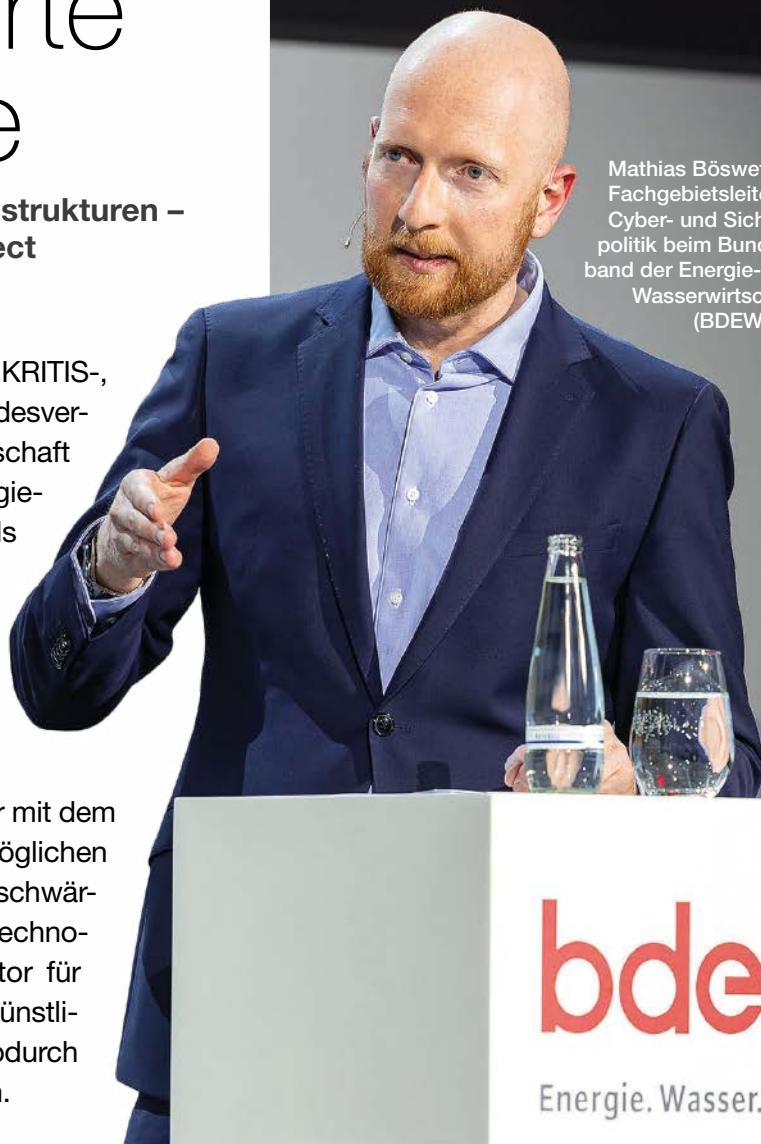 rte
e
strukturen –
ect
KRITIS-,
desver-
schaft
gie-
ls
r mit dem
öglichen
schwär-
echno-
tor für
ünstli-
odurch
n.
Mathias Böswet
Fachgebietsleite
Cyber- und Sich
politik beim Bund
band der Energie-
Wasserwirtsc
(BDEW
bde
Energie. Wasser.